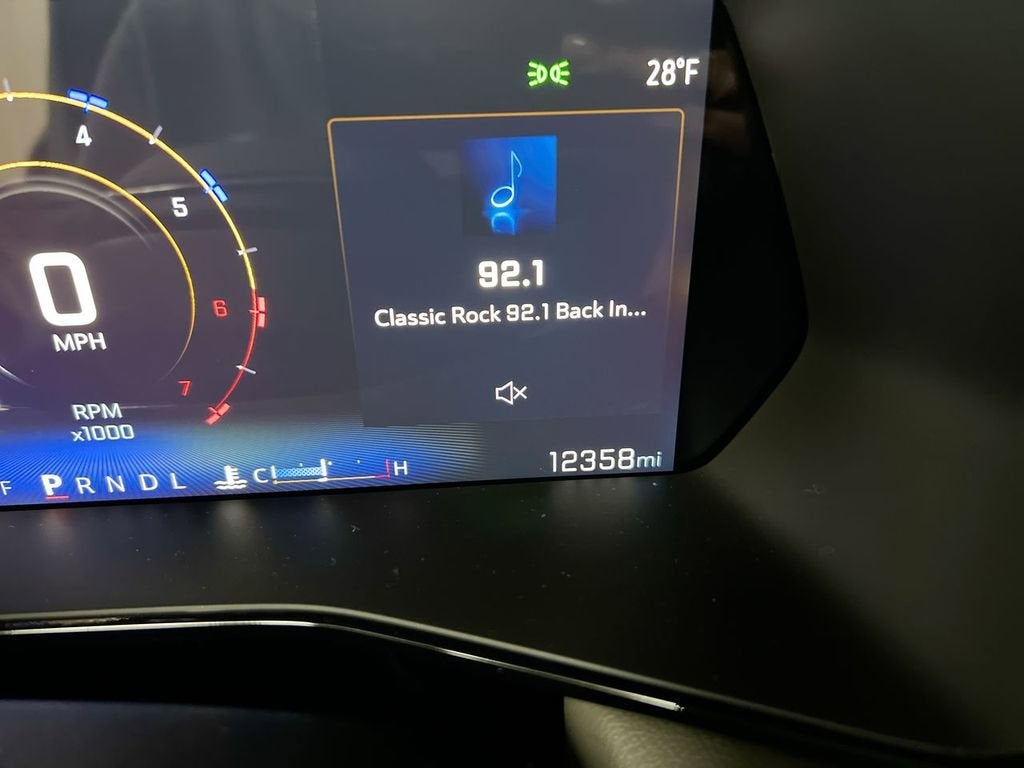 28°F
4
5
6
7
0
MPH
RPM
x1000
92.1
Classic Rock 92.1 Back In...
12358mi
F P R N D L C H